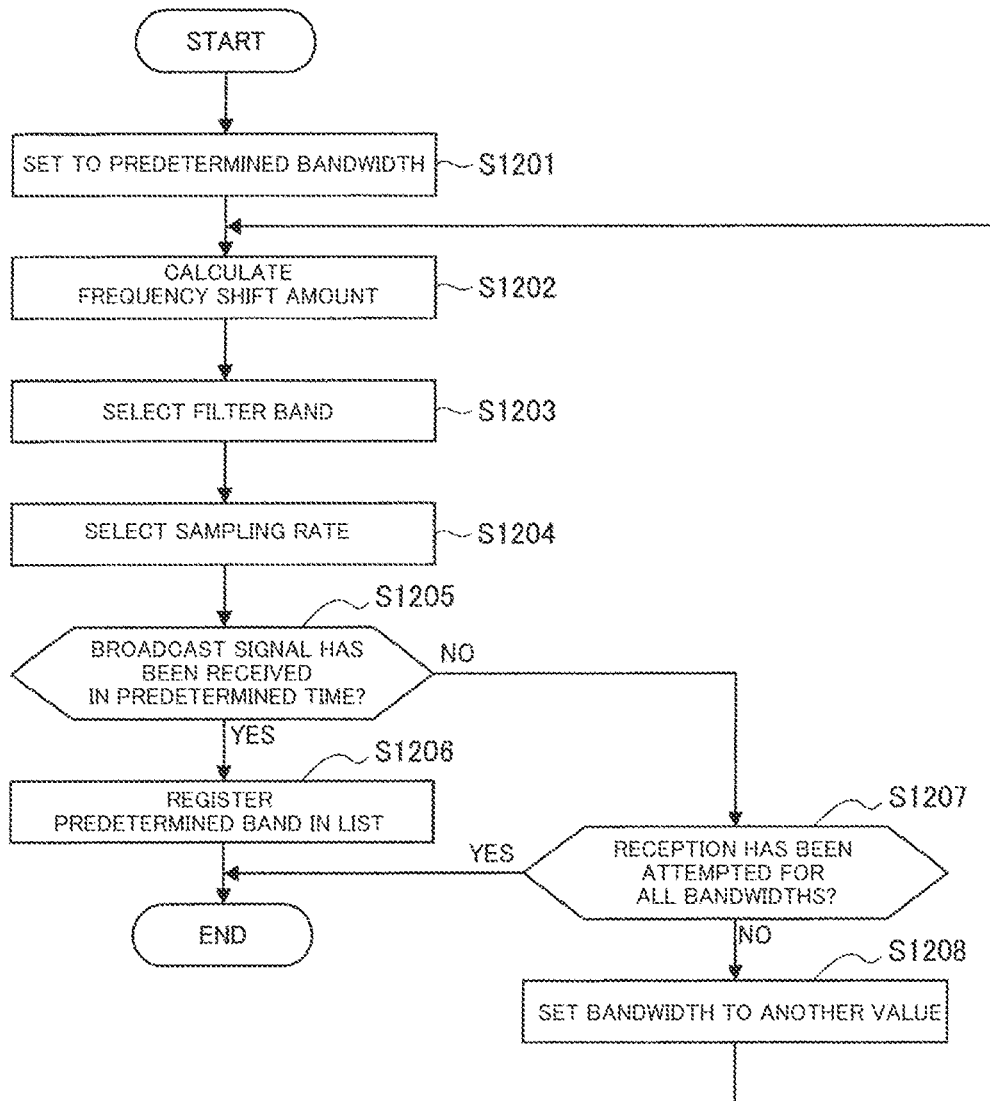 START
SET TO PREDETERMINED BANDWIDTH
S1201
CALCULATE
FREQUENCY SHIFT AMOUNT
S1202
SELECT FILTER BAND
S1203
SELECT SAMPLING RATE
S1204
S1205
BROADCAST SIGNAL HAS
BEEN RECEIVED
IN PREDETERMINED TIME?
NO
YES
S1206
REGISTER
PREDETERMINED BAND IN LIST
S1207
YES
RECEPTION HAS BEEN
ATTEMPTED FOR
ALL BANDWIDTHS?
END
NO
S1208
SET BANDWIDTH TO ANOTHER VALUE